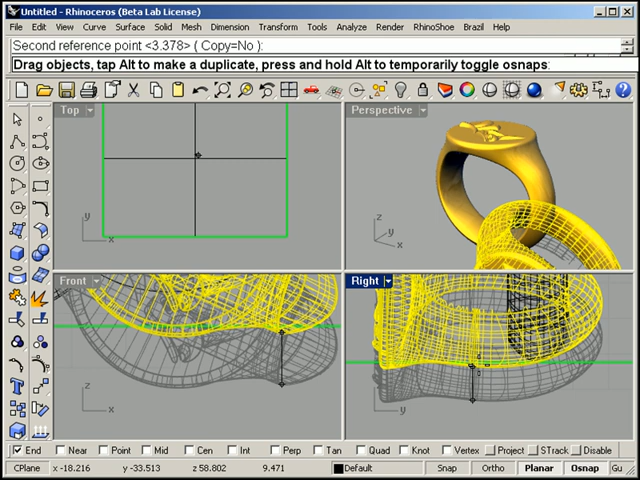 Untitled - Rhinoceros (Beta Lab License)
File Edit View Curve Surface Solid Mesh Dimension Transform Tools Analyze Render RhinoShoe Brazil Help
Second reference point <3.378> ( Copy=No ):
Drag objects, tap Alt to make a duplicate, press and hold Alt to temporarily toggle osnaps:
Top
Perspective
y
x
z
y
x
Front
Right
z
x
z
y
End Near Point Mid Cen Int Perp Tan Quad Knot Vertex Project STrack Disable
CPlane x -18.216 y -33.513 z 58.802 9.471 Default Snap Ortho Planar Osnap Gu